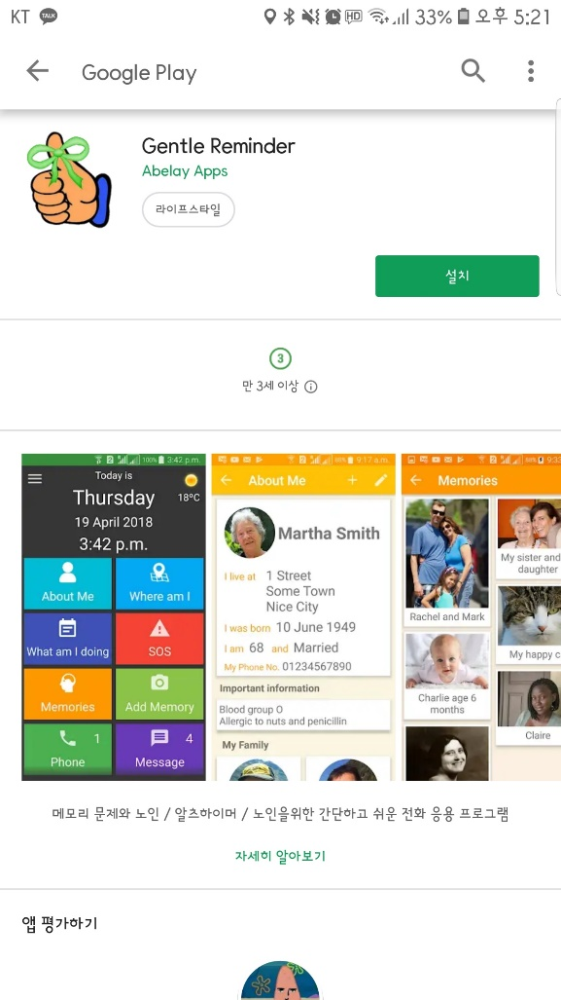 KT TALK HD 33% 오후 5:21
Google Play
Gentle Reminder
Abelay Apps
라이프스타일
설치
3
만 3세 이상
100% 3:42 p.m.
Today is
Thursday
18°C
19 April 2018
3:42 p.m.
About Me
Where am I
What am I doing
SOS
Memories
Add Memory
Phone 1
Message 4
9:17 a.m.
About Me
Martha Smith
I live at 1 Street
Some Town
Nice City
I was born 10 June 1949
I am 68 and Married
My Phone No. 01234567890
Important information
Blood group O
Allergic to nuts and penicillin
My Family
Memories
Rachel and Mark
My sister and
daughter
Charlie age 6
months
My happy c
Claire
메모리 문제와 노인 / 알츠하이머 / 노인을위한 간단하고 쉬운 전화 응용 프로그램
자세히 알아보기
앱 평가하기